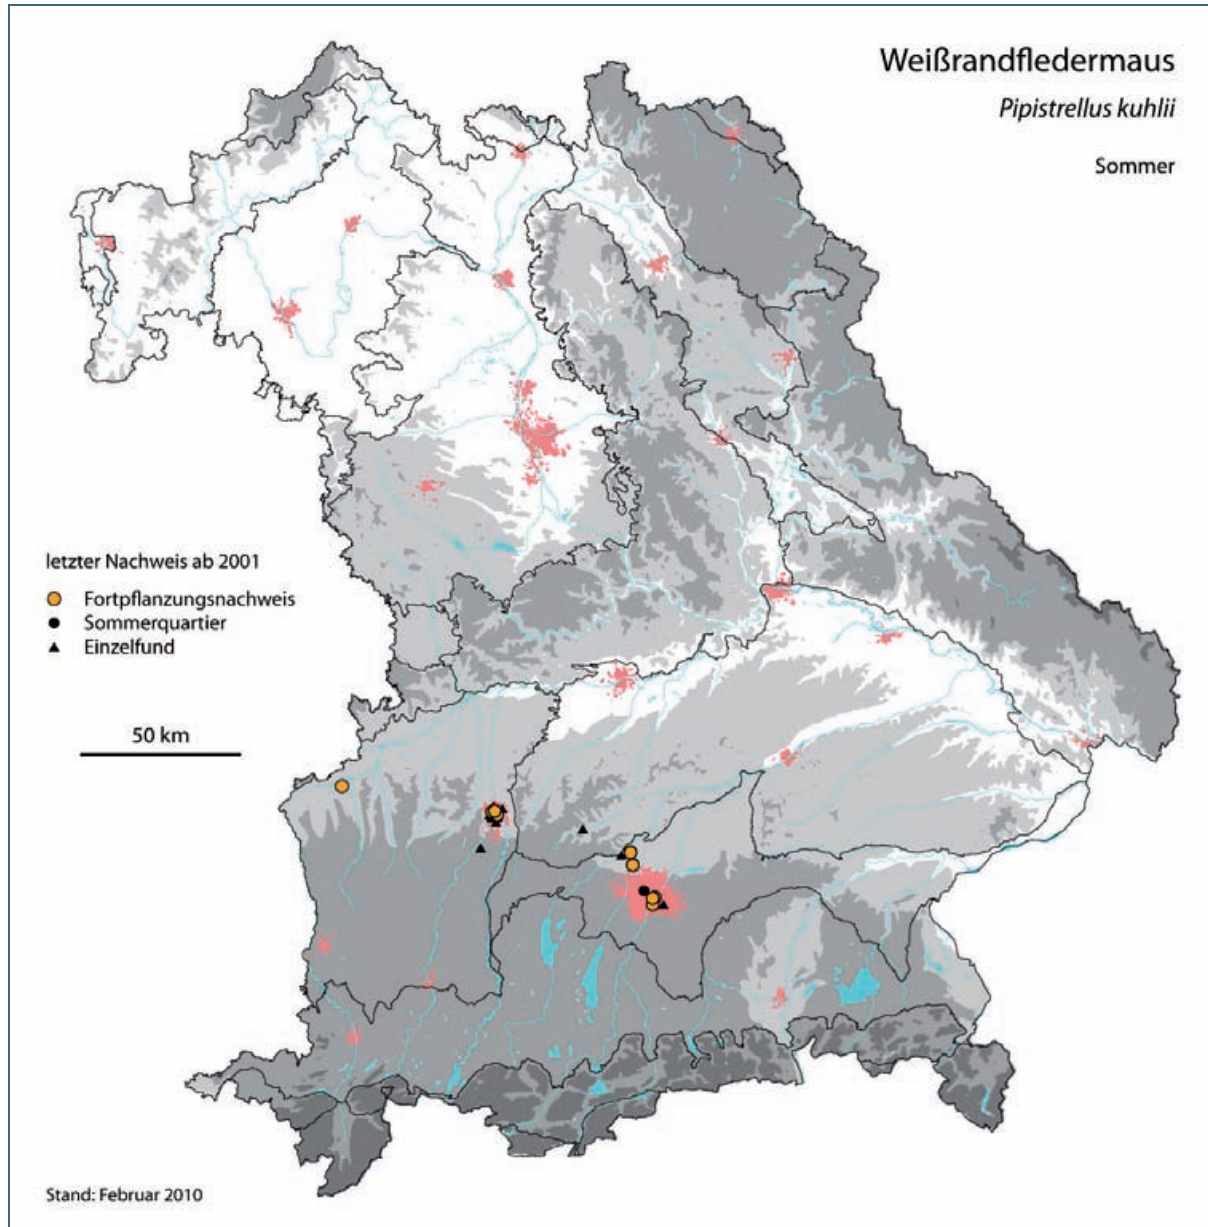 Weißrandfledermaus
Pipistrellus kuhlii
Sommer
letzter Nachweis ab 2001
Fortpflanzungsnachweis
Sommerquartier
Einzelfund
50 km
Stand: Februar 2010